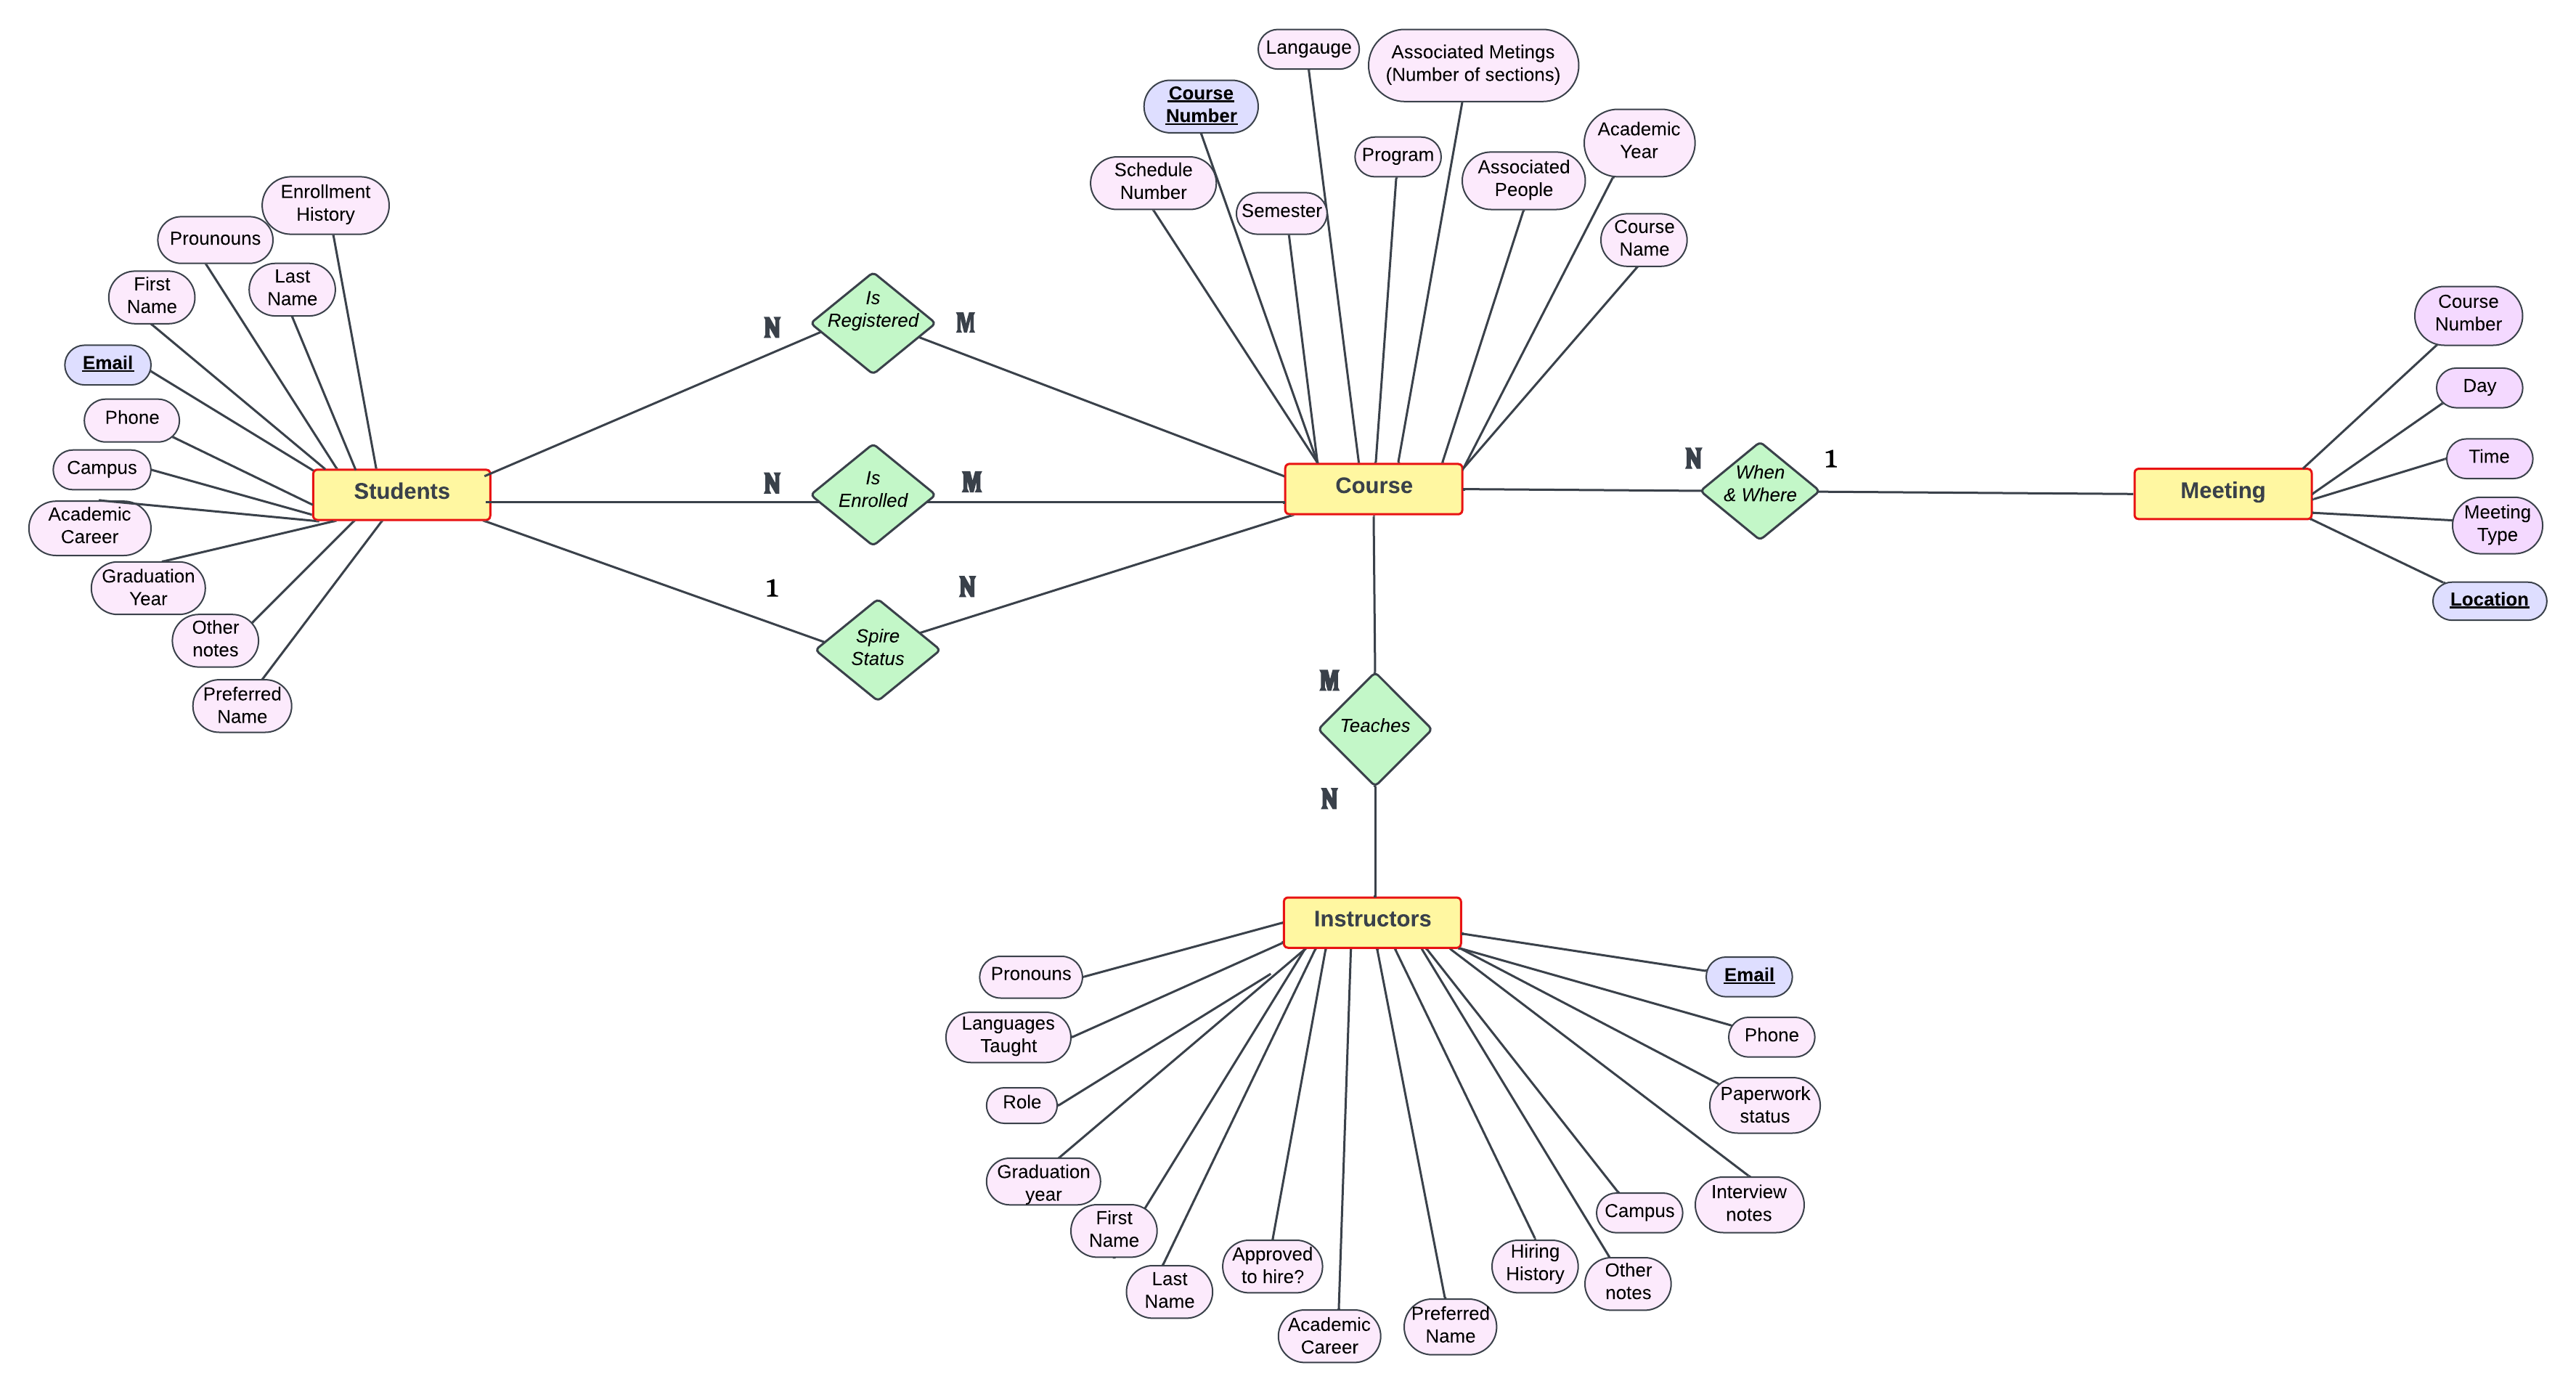 Langauge
Associated Metings
(Number of sections)
Course
Number
Academic
Year
Program
Schedule
Number
Associated
People
Semester
Course
Name
Enrollment
History
Prounouns
First
Name
Last
Name
Email
Phone
Campus
Academic
Career
Graduation
Year
Other
notes
Preferred
Name
Students
N
Is
Registered
M
N
Is
Enrolled
M
1
Spire
Status
N
Course
N
When
& Where
1
Meeting
Course
Number
Day
Time
Meeting
Type
Location
M
Teaches
N
Instructors
Pronouns
Languages
Taught
Role
Graduation
year
First
Name
Last
Name
Approved
to hire?
Academic
Career
Preferred
Name
Hiring
History
Other
notes
Campus
Interview
notes
Paperwork
status
Phone
Email